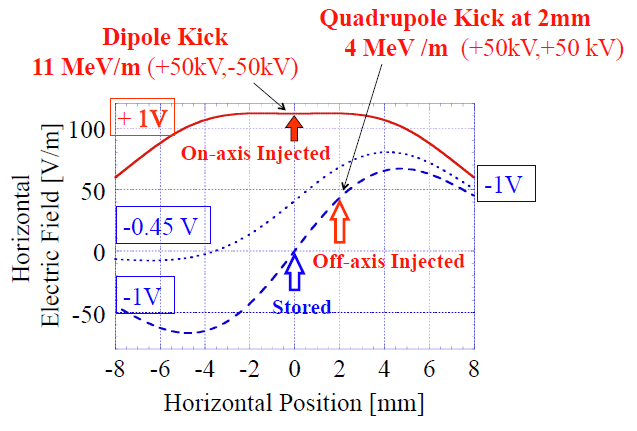 Quadrupole Kick at 2mm
4 MeV /m (+50kV,+50 kV)
Dipole Kick
11 MeV/m (+50kV,-50kV)
+ 1V
On-axis Injected
-1V
-0.45 V
Off-axis Injected
-1V
Stored
Horizontal
Electric Field [V/m]
100
50
0
-50
-8 -6 -4 -2 0 2 4 6 8
Horizontal Position [mm]